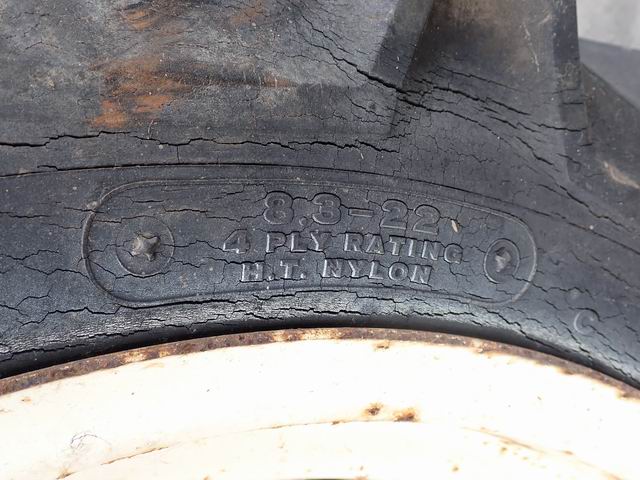 8.3-22
4 PLY RATING
H.T. NYLON